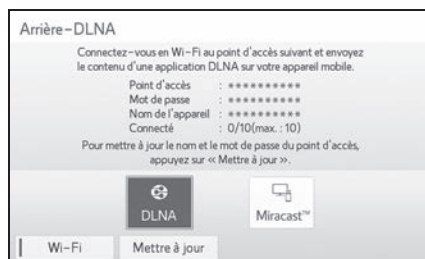 Arrière-DLNA
Connectez-vous en Wi-Fi au point d'accès suivant et envoyez
le contenu d'une application DLNA sur votre appareil mobile.
Point d'accès : **********
Mot de passe : **********
Nom de l'appareil : **********
Connecté : 0/10(max. : 10)
Pour mettre à jour le nom et le mot de passe du point d'accès,
appuyez sur « Mettre à jour ».
DLNA Miracast™
Wi-Fi Mettre à jour